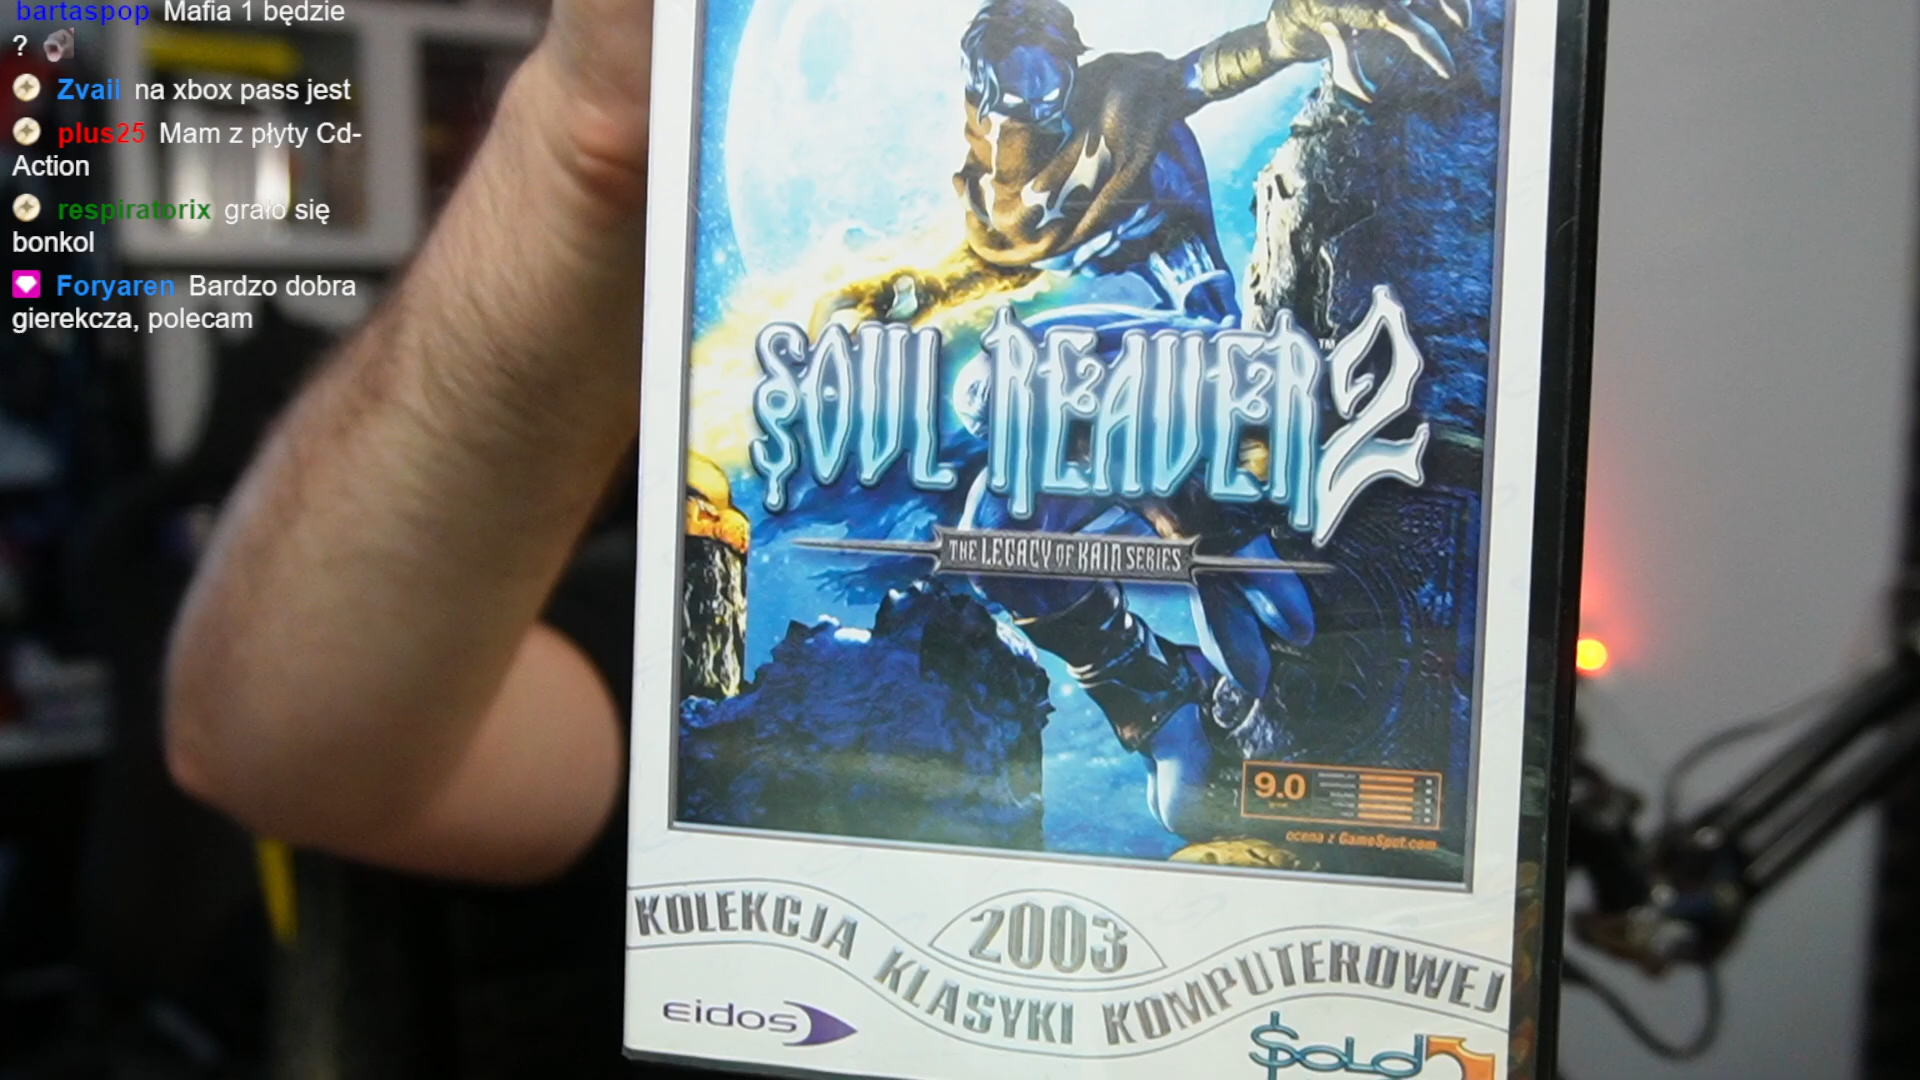 bartaspop Mafia 1 będzie
?
Zvaii na xbox pass jest
plus25 Mam z płyty Cd-
Action
respiratorix grało się
bonkol
Foryaren Bardzo dobra
gierekcza, polecam
SOUL REAVER 2
™
THE LEGACY OF KAIN SERIES
9.0
ocena z GameSpot.com
2003
KOLEKCJA KLASYKI KOMPUTEROWEJ
eidos
Sold